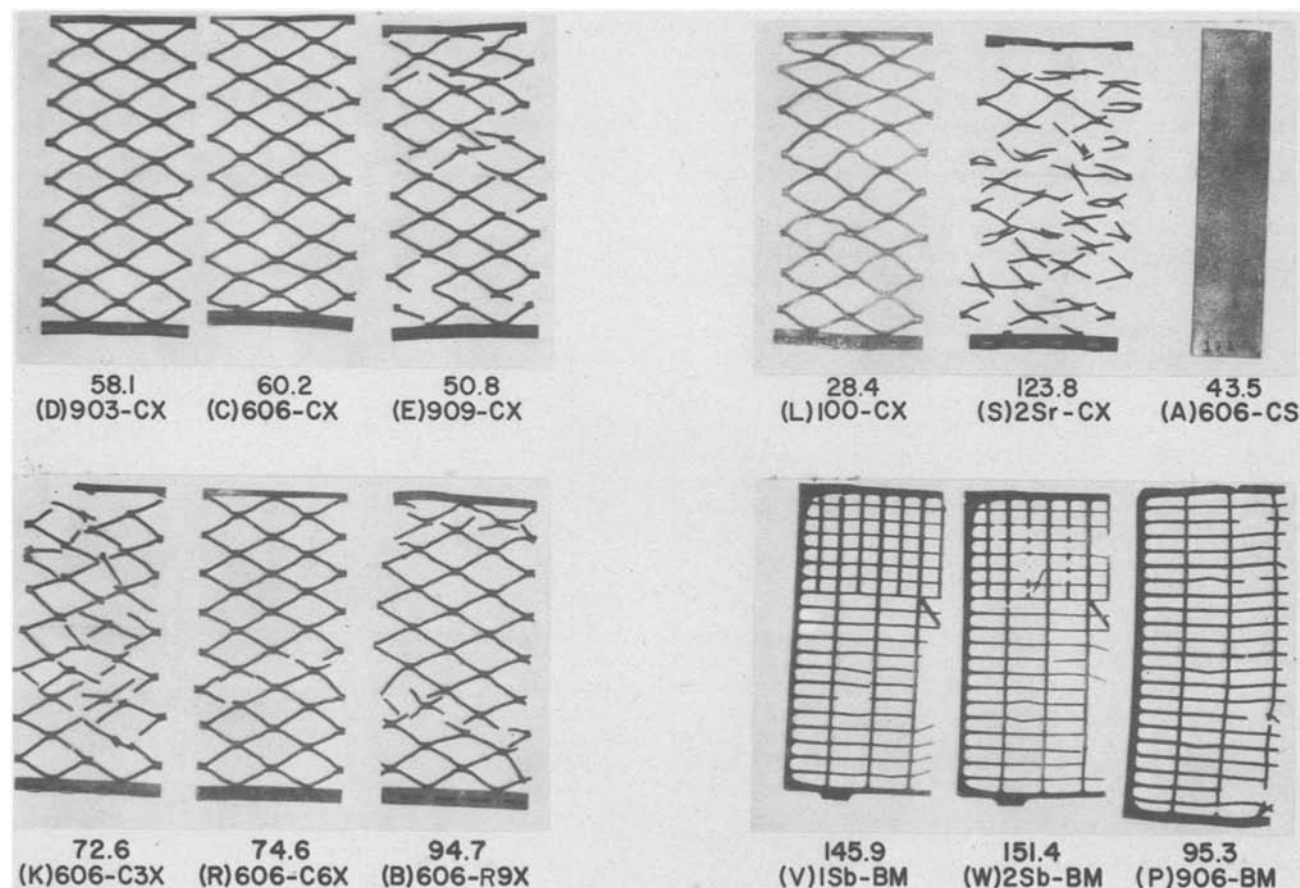 58.1 60.2 50.8
(D)903-CX (C)606-CX (E)909-CX
28.4 123.8 43.5
(L)100-CX (S)2Sr-CX (A)606-CS
72.6 74.6 94.7
(K)606-C3X (R)606-C6X (B)606-R9X
145.9 151.4 95.3
(V)1Sb-BM (W)2Sb-BM (P)906-BM